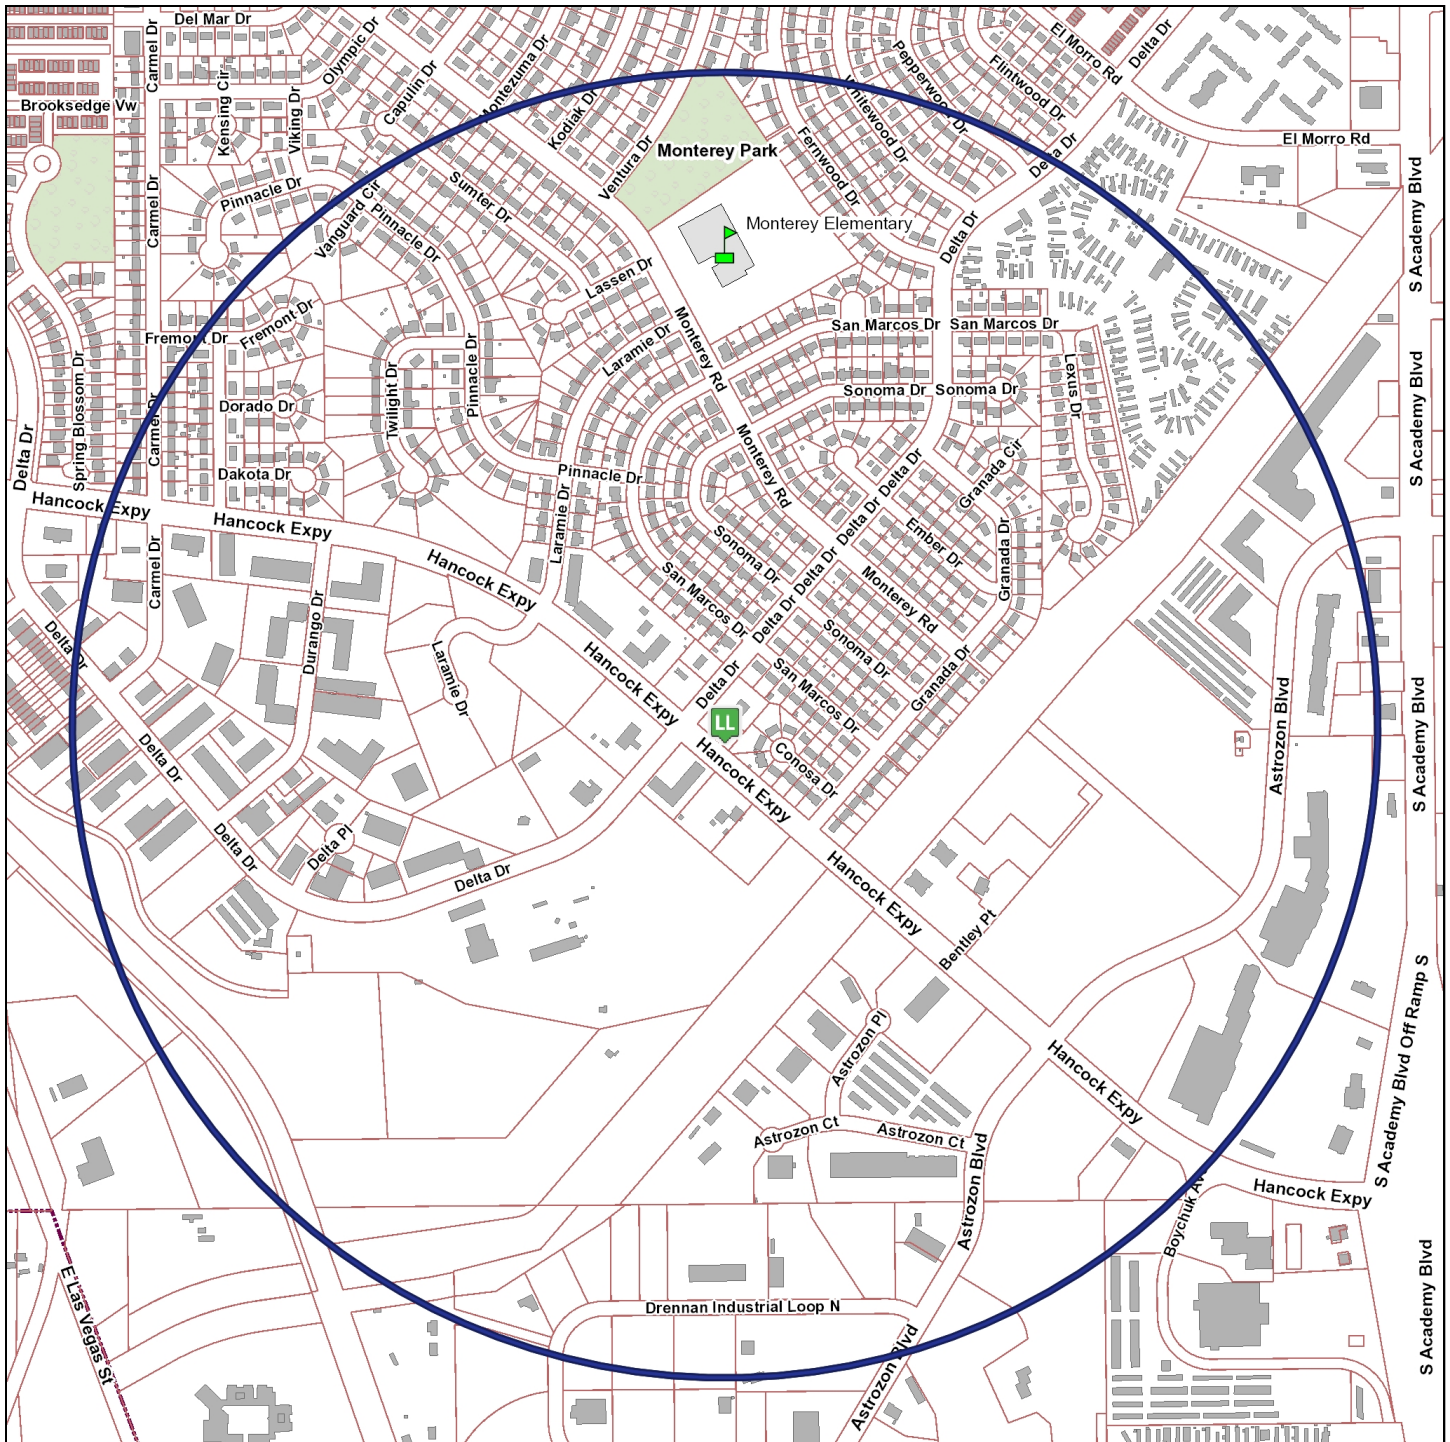 Del Mar Dr
Carmel Dr
Olympic Dr
Montezuma Dr
Capulin Dr
Kodiak Dr
Pepperwood Dr
El Morro Rd
Delta Dr
Flintwood Dr
Whitewood Dr
Brooksedge Vw
Kensing Cir
Viking Dr
Ventura Dr
Monterey Park
Fernwood Dr
Delta Dr
El Morro Rd
S Academy Blvd
Carmel Dr
Pinnacle Dr
Vanguard Cir
Pinnacle Dr
Sumter Dr
Monterey Elementary
Delta Dr
Lassen Dr
Fremont Dr
Fremont Dr
Laramie Dr
Monterey Rd
San Marcos Dr
San Marcos Dr
Spring Blossom Dr
Twilight Dr
Pinnacle Dr
Sonoma Dr
Sonoma Dr
Lexus Dr
S Academy Blvd
Dorado Dr
Carmel Dr
Delta Dr
Dakota Dr
Pinnacle Dr
Monterey Rd
Delta Dr
Granada Cir
Hancock Expy
Hancock Expy
Laramie Dr
Delta Dr
Ember Dr
Granada Dr
Hancock Expy
Sonoma Dr
Delta Dr
Carmel Dr
San Marcos Dr
Monterey Rd
Delta Dr
Durango Dr
Delta Dr
Sonoma Dr
Laramie Dr
Hancock Expy
Delta Dr
San Marcos Dr
Granada Dr
LL
Astrozon Blvd
S Academy Blvd
Delta Dr
Hancock Expy
Conosa Dr
Delta Dr
Delta Pl
Delta Dr
Hancock Expy
Bentley Pt
S Academy Blvd Off Ramp S
Astrozon Pl
Hancock Expy
Astrozon Ct
Astrozon Ct
Astrozon Blvd
Boychuk Av
Hancock Expy
S Academy Blvd
E Las Vegas St
Drennan Industrial Loop N
Astrozon Blvd